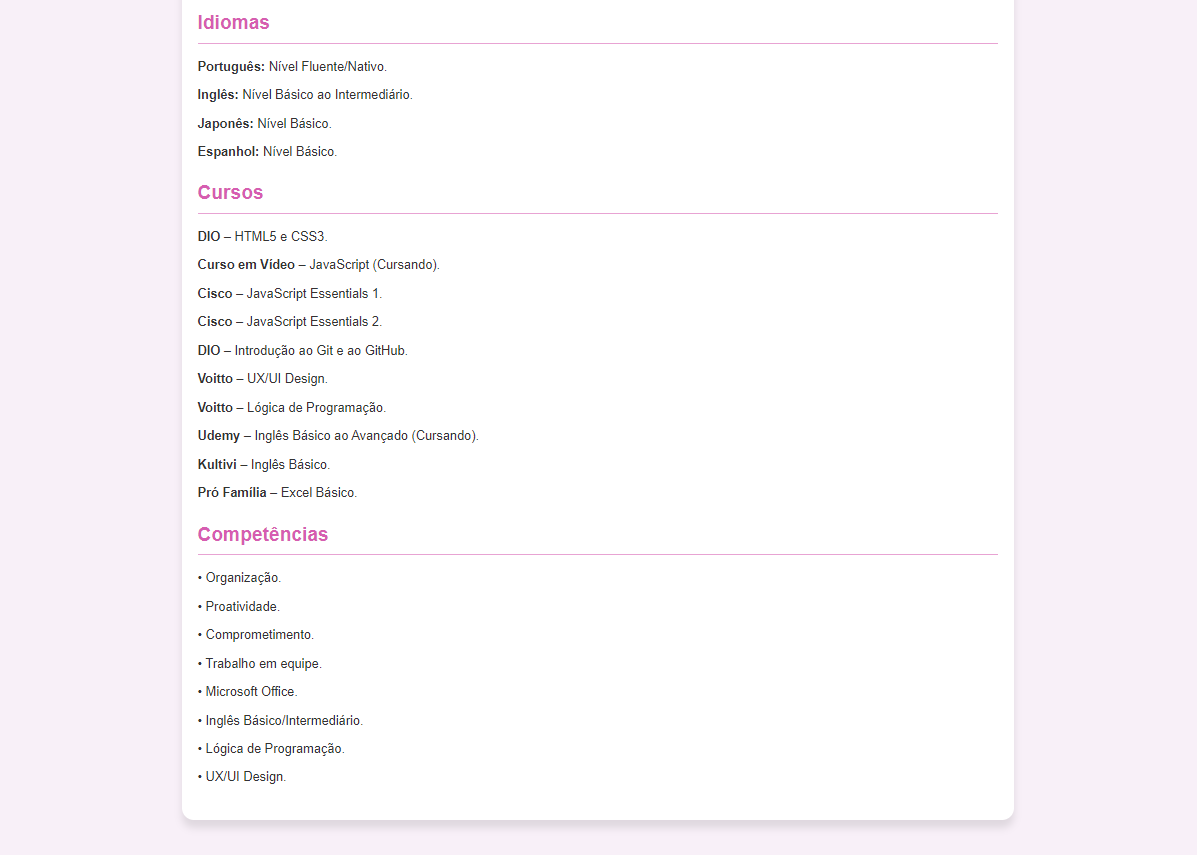 Idiomas
Português: Nível Fluente/Nativo.
Inglês: Nível Básico ao Intermediário.
Japonês: Nível Básico.
Espanhol: Nível Básico.
Cursos
DIO – HTML5 e CSS3.
Curso em Vídeo – JavaScript (Cursando).
Cisco – JavaScript Essentials 1.
Cisco – JavaScript Essentials 2.
DIO – Introdução ao Git e ao GitHub.
Voitto – UX/UI Design.
Voitto – Lógica de Programação.
Udemy – Inglês Básico ao Avançado (Cursando).
Kultivi – Inglês Básico.
Pró Família – Excel Básico.
Competências
• Organização.
• Proatividade.
• Comprometimento.
• Trabalho em equipe.
• Microsoft Office.
• Inglês Básico/Intermediário.
• Lógica de Programação.
• UX/UI Design.